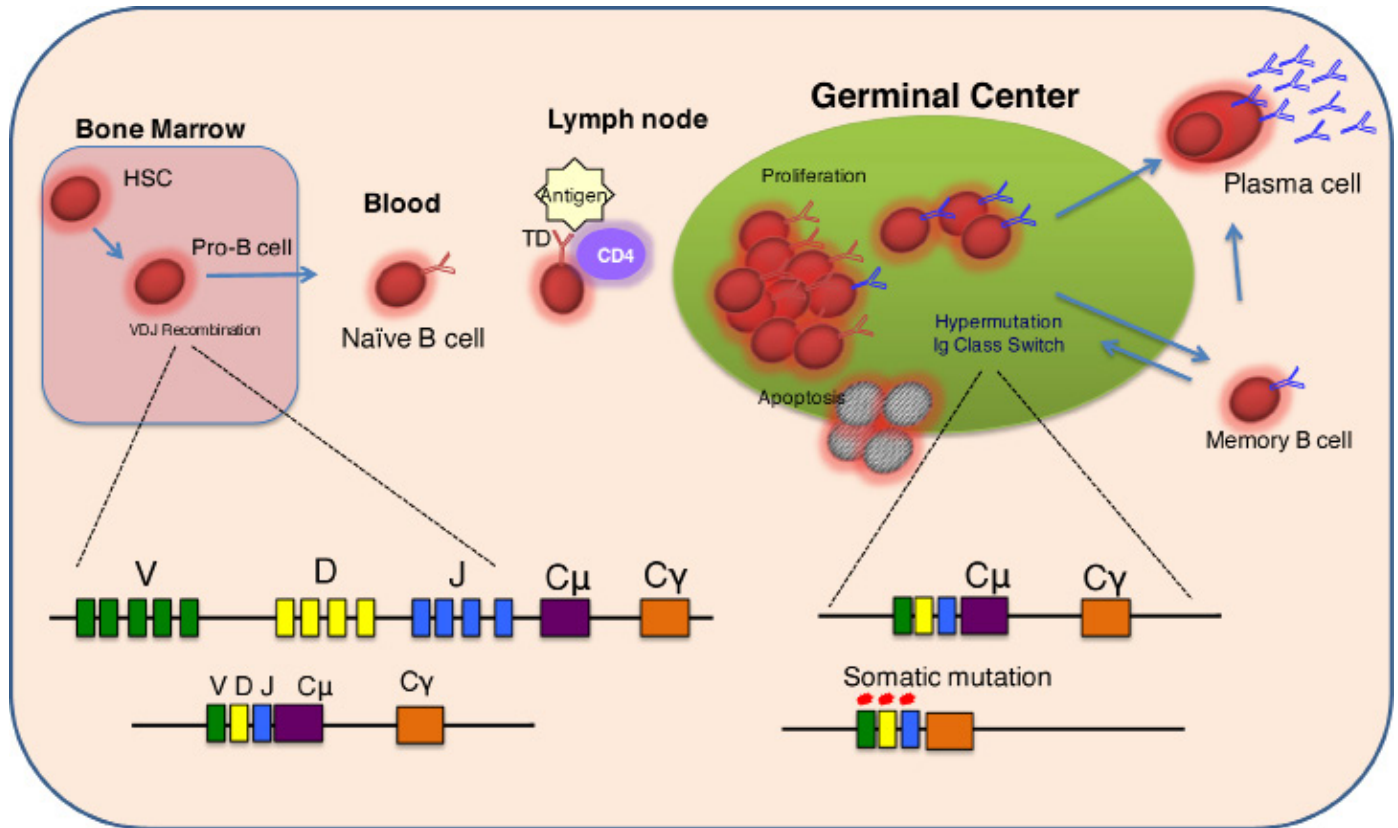 Bone Marrow
HSC
Pro-B cell
VDJ Recombination
Blood
Naïve B cell
Lymph node
Antigen
TD
CD4
Germinal Center
Proliferation
Hypermutation
Ig Class Switch
Apoptosis
Plasma cell
Memory B cell
V D J Cμ Cγ
V D J Cμ Cγ
Cμ Cγ
Somatic mutation